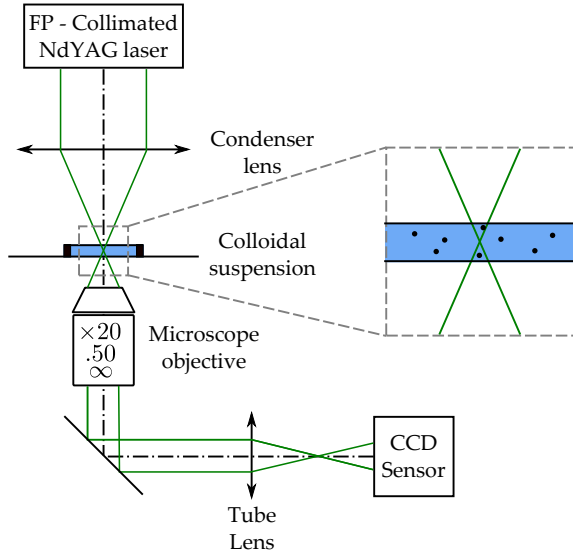 FP - Collimated
NdYAG laser
Condenser
lens
Colloidal
suspension
×20
.50
∞
Microscope
objective
CCD
Sensor
Tube
Lens